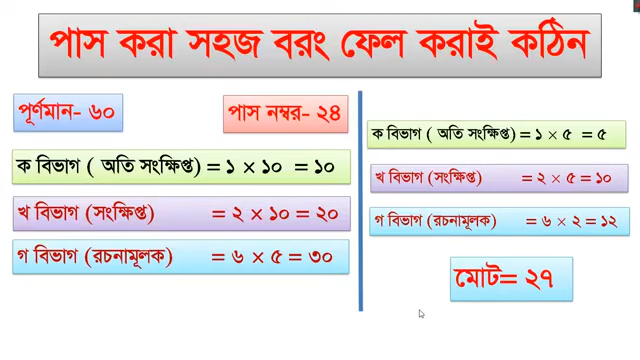 পাস করা সহজ বরং ফেল করাই কঠিন
পূর্ণমান- ৬০
পাস নম্বর- ২৪
ক বিভাগ ( অতি সংক্ষিপ্ত) = ১ × ১০ = ১০
খ বিভাগ (সংক্ষিপ্ত) = ২ × ১০ = ২০
গ বিভাগ (রচনামূলক) = ৬ × ৫ = ৩০
ক বিভাগ ( অতি সংক্ষিপ্ত) = ১ × ৫ = ৫
খ বিভাগ (সংক্ষিপ্ত) = ২ × ৫ = ১০
গ বিভাগ (রচনামূলক) = ৬ × ২ = ১২
মোট= ২৭